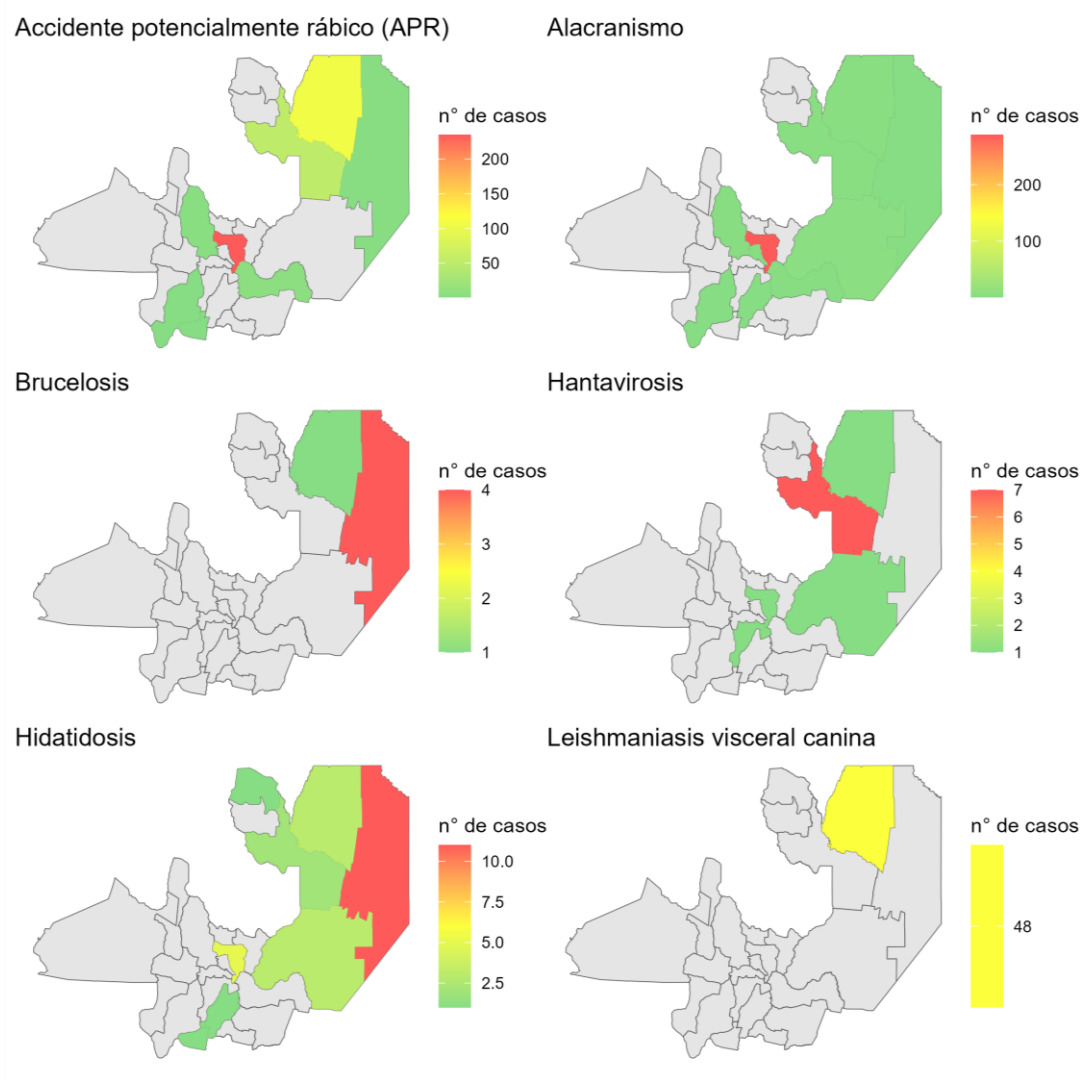 Accidente potencialmente rábico (APR)
n° de casos
200
150
100
50
Alacranismo
n° de casos
200
100
Brucelosis
n° de casos
4
3
2
1
Hantavirosis
n° de casos
7
6
5
4
3
2
1
Hidatidosis
n° de casos
10.0
7.5
5.0
2.5
Leishmaniasis visceral canina
n° de casos
48